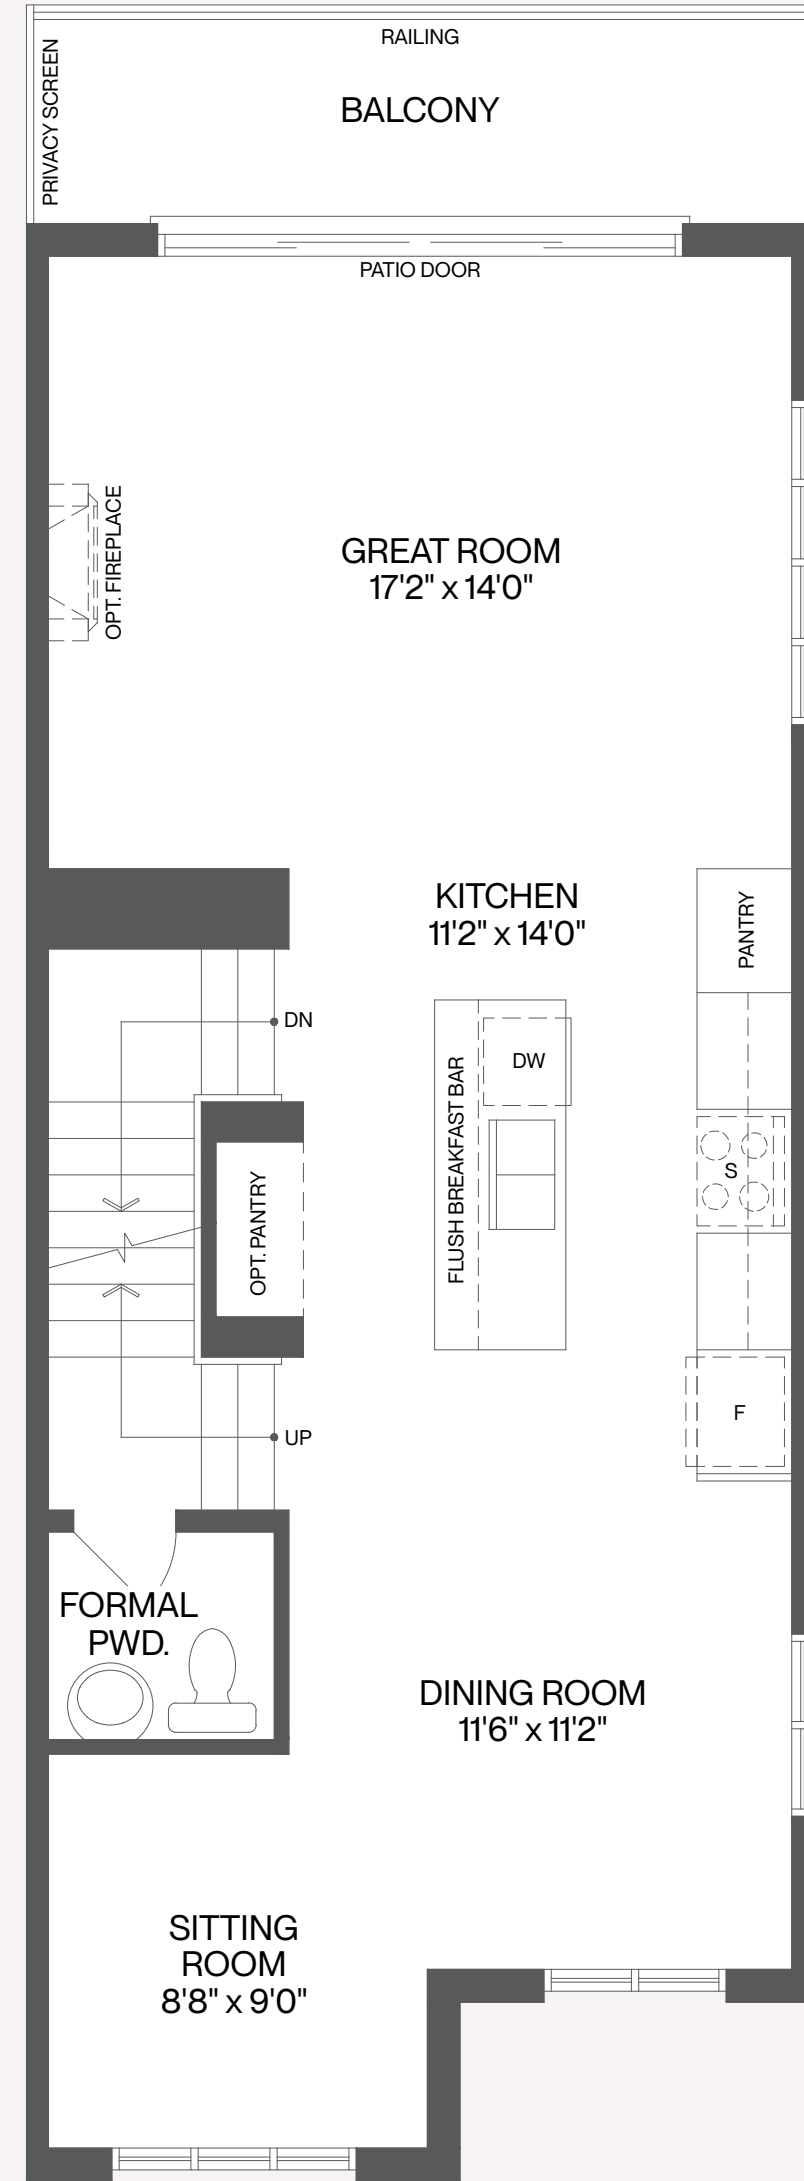 RAILING
PRIVACY SCREEN
BALCONY
PATIO DOOR
OPT. FIREPLACE
GREAT ROOM
17'2" x 14'0"
KITCHEN
11'2" x 14'0"
PANTRY
DN
DW
FLUSH BREAKFAST BAR
S
OPT. PANTRY
F
UP
FORMAL
PWD.
DINING ROOM
11'6" x 11'2"
SITTING
ROOM
8'8" x 9'0"